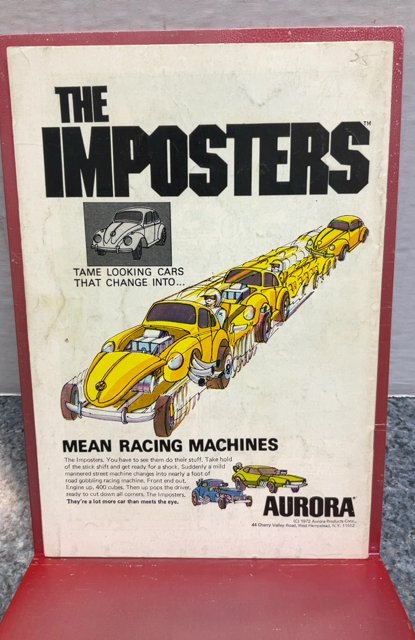 THE
IMPOSTERS™
TAME LOOKING CARS
THAT CHANGE INTO...
MEAN RACING MACHINES
The Imposters. You have to see them do their stuff. Take hold
of the stick shift and get ready for a shock. Suddenly a mild
mannered street machine changes into nearly a foot of
road gobbling racing machine. Front end out.
Engine up, 400 cubes. Then up pops the driver,
ready to cut down all corners. The Imposters.
They're a lot more car than meets the eye.
AURORA®
(C) 1972 Aurora Products Corp.,
44 Cherry Valley Road, West Hempstead, N.Y. 11552